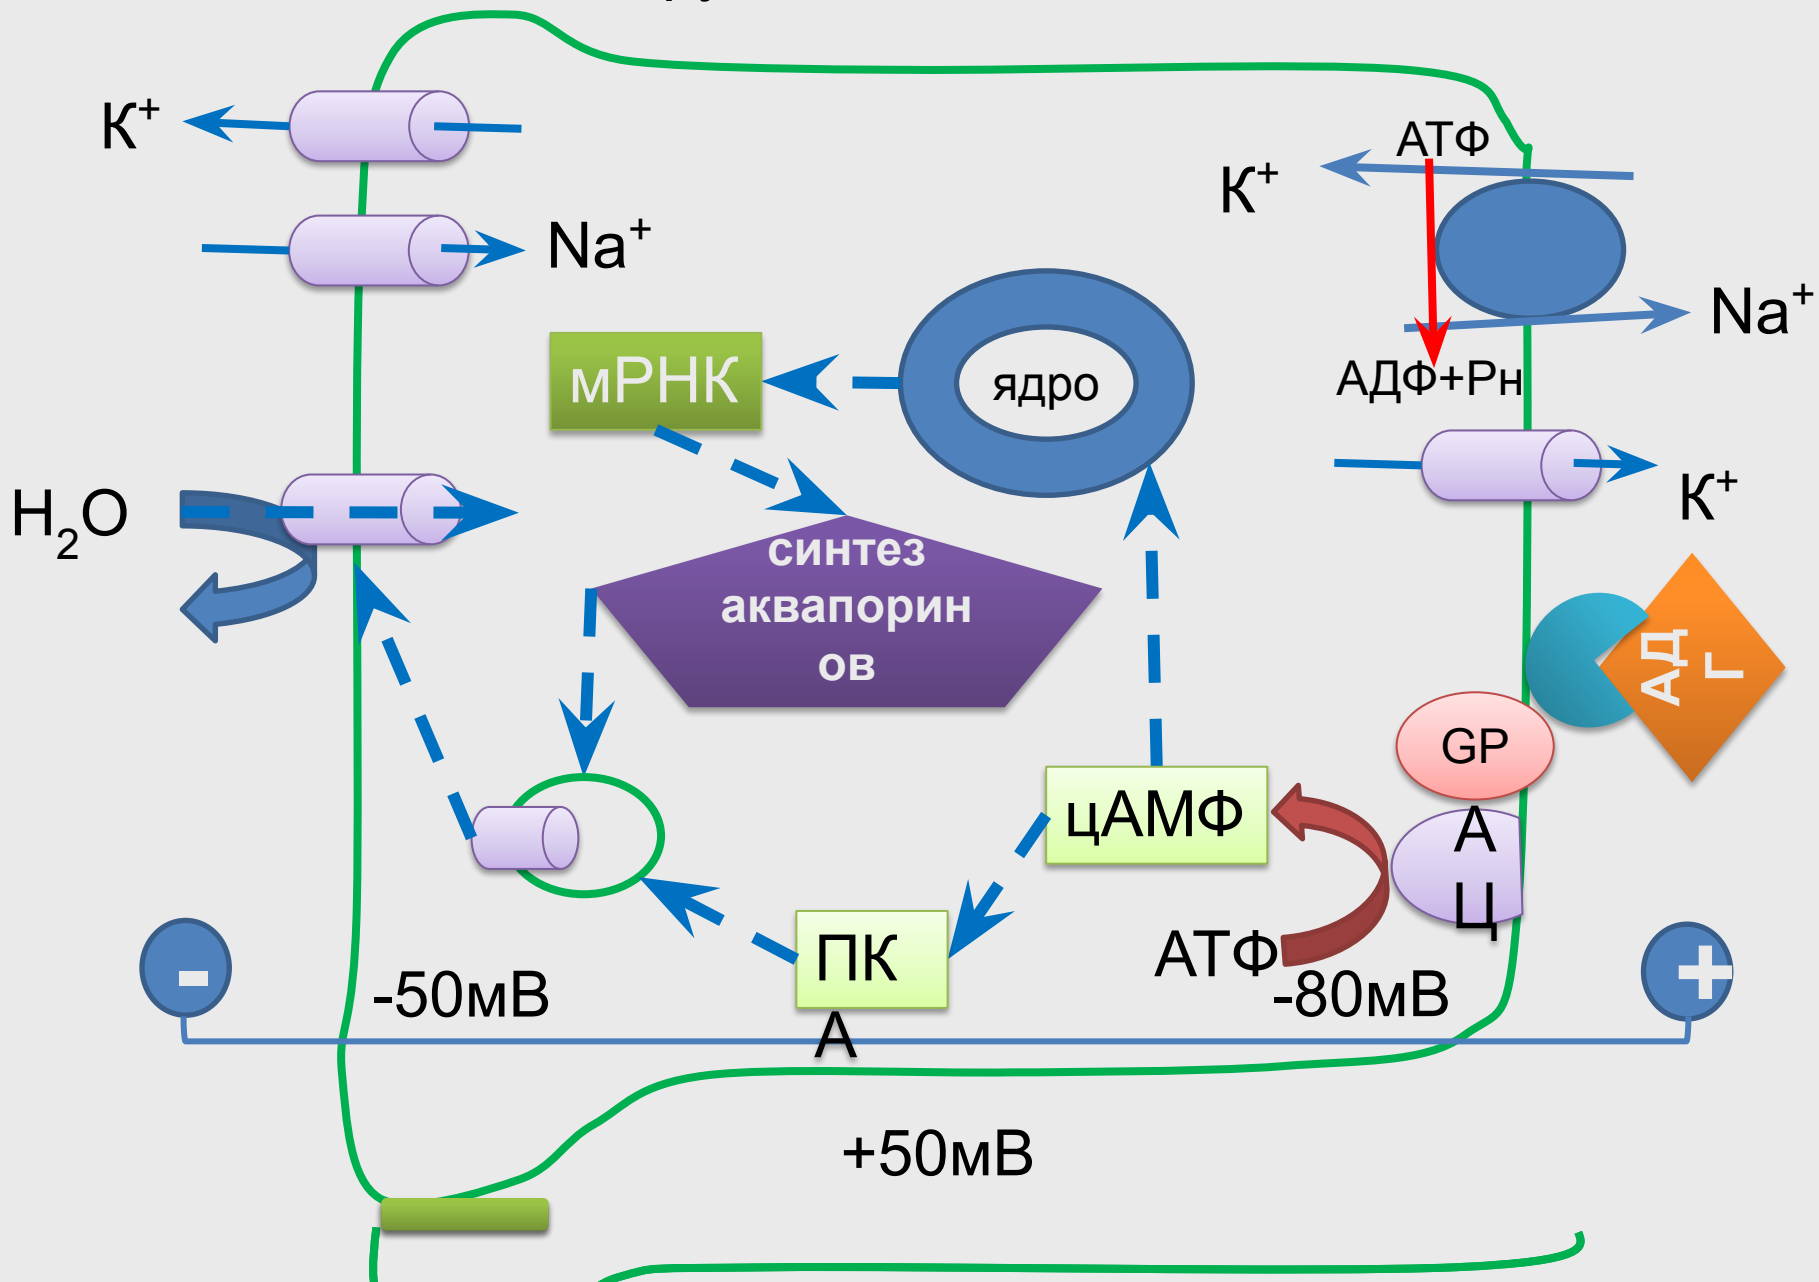 К⁺
Na⁺
АТФ
К⁺
Na⁺
АДФ+Рн
мРНК
ядро
К⁺
H₂O
синтез
аквапорин
ов
АД
Г
GP
А
Ц
цАМФ
АТФ
ПК
А
-
-50мВ
-80мВ
+
+50мВ